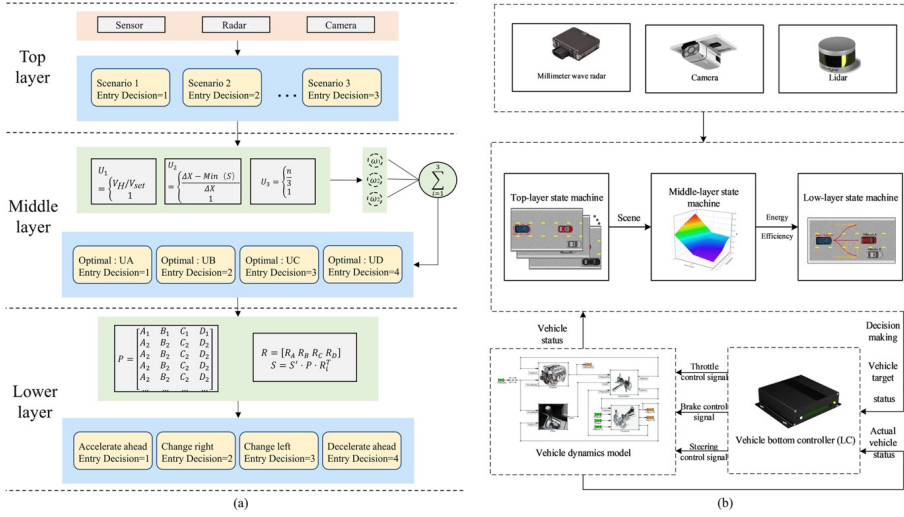 Top
layer
Sensor
Radar
Camera
Scenario 1
Entry Decision=1
Scenario 2
Entry Decision=2
...
Scenario 3
Entry Decision=3
Middle
layer
U1
= { VH/Vset
1
U2
= { ΔX − Min (S)
ΔX
1
U3 = { n
3
1
ω1
ω2
ω3
3
∑
i=1
Optimal : UA
Entry Decision=1
Optimal : UB
Entry Decision=2
Optimal : UC
Entry Decision=3
Optimal : UD
Entry Decision=4
Lower
layer
P =
A1 B1 C1 D1
A2 B2 C2 D2
A2 B2 C2 D2
A2 B2 C2 D2
A2 B2 C2 D2
... ... ... ...
R = [RA RB RC RD]
S = S′ · P · RiT
Accelerate ahead
Entry Decision=1
Change right
Entry Decision=2
Change left
Entry Decision=3
Decelerate ahead
Entry Decision=4
(a)
Millimeter wave radar
Camera
Lidar
Top-layer state machine
Scene
Middle-layer state
machine
Energy
Efficiency
Low-layer state machine
Vehicle
status
Decision
making
Vehicle dynamics model
Throttle
control signal
Brake control
signal
Steering
control signal
Vehicle bottom controller (LC)
Vehicle
target
status
Actual
vehicle
status
(b)